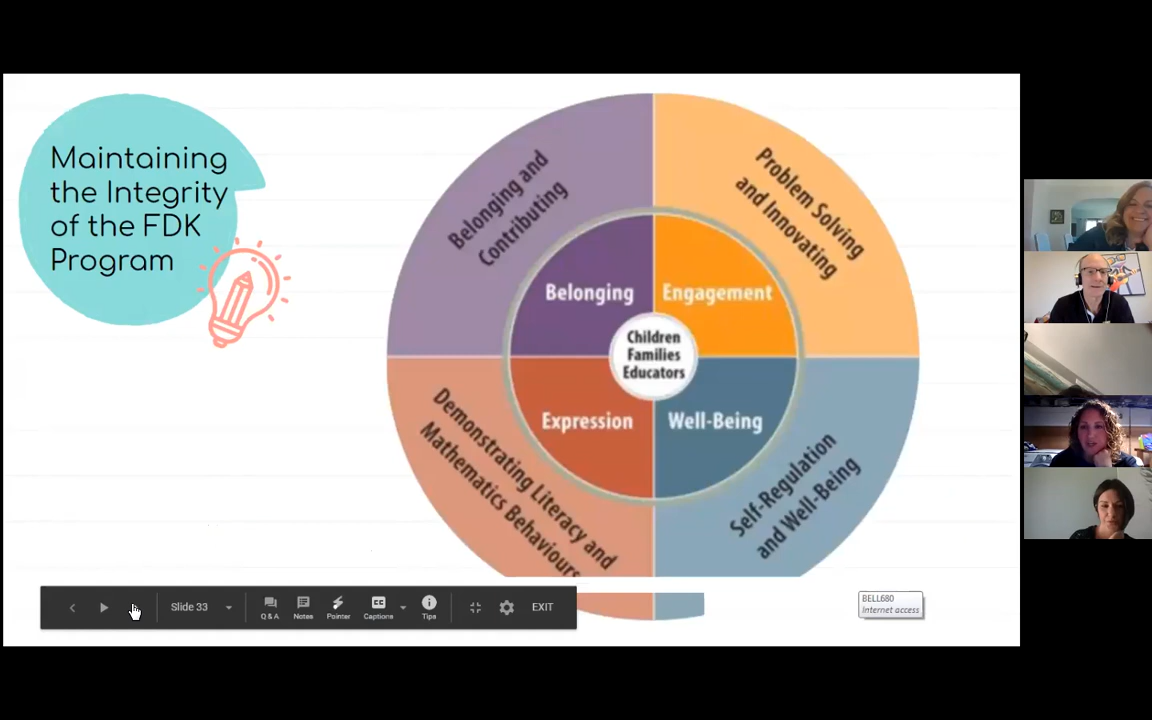 Maintaining
the Integrity
of the FDK
Program
Belonging and
Contributing
Problem Solving
and Innovating
Belonging
Engagement
Children
Families
Educators
Expression
Well-Being
Demonstrating Literacy and
Mathematics Behaviours
Self-Regulation
and Well-Being
Slide 33
Q & A
Notes
Pointer
Captions
Tips
EXIT
CC
BELL680
Internet access